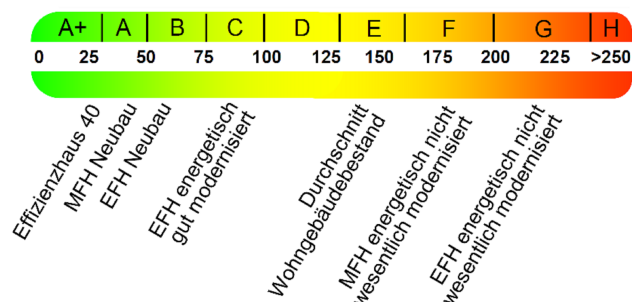 A+ A B C D E F G H
0 25 50 75 100 125 150 175 200 225 >250
Effizienzhaus 40
MFH Neubau
EFH Neubau
EFH energetisch
gut modernisiert
Durchschnitt
Wohngebäudebestand
MFH energetisch nicht
wesentlich modernisiert
EFH energetisch nicht
wesentlich modernisiert